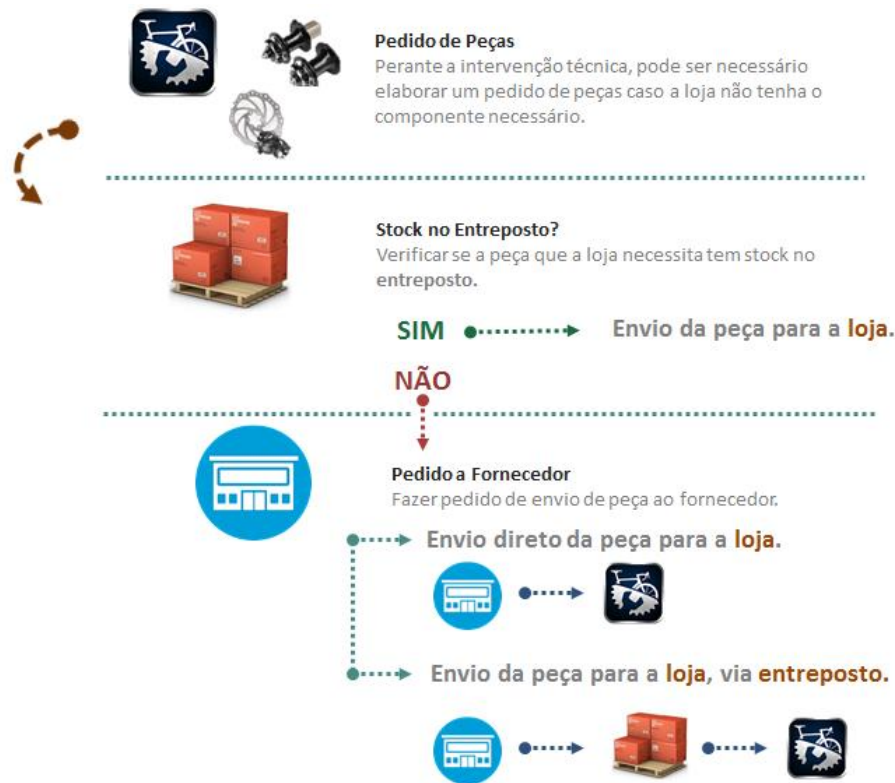 Pedido de Peças
Perante a intervenção técnica, pode ser necessário
elaborar um pedido de peças caso a loja não tenha o
componente necessário.
Stock no Entreposto?
Verificar se a peça que a loja necessita tem stock no
entreposto.
SIM
Envio da peça para a loja.
NÃO
Pedido a Fornecedor
Fazer pedido de envio de peça ao fornecedor.
Envio direto da peça para a loja.
Envio da peça para a loja, via entreposto.